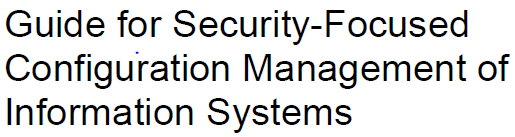 Guide for Security-Focused
Configuration Management of
Information Systems